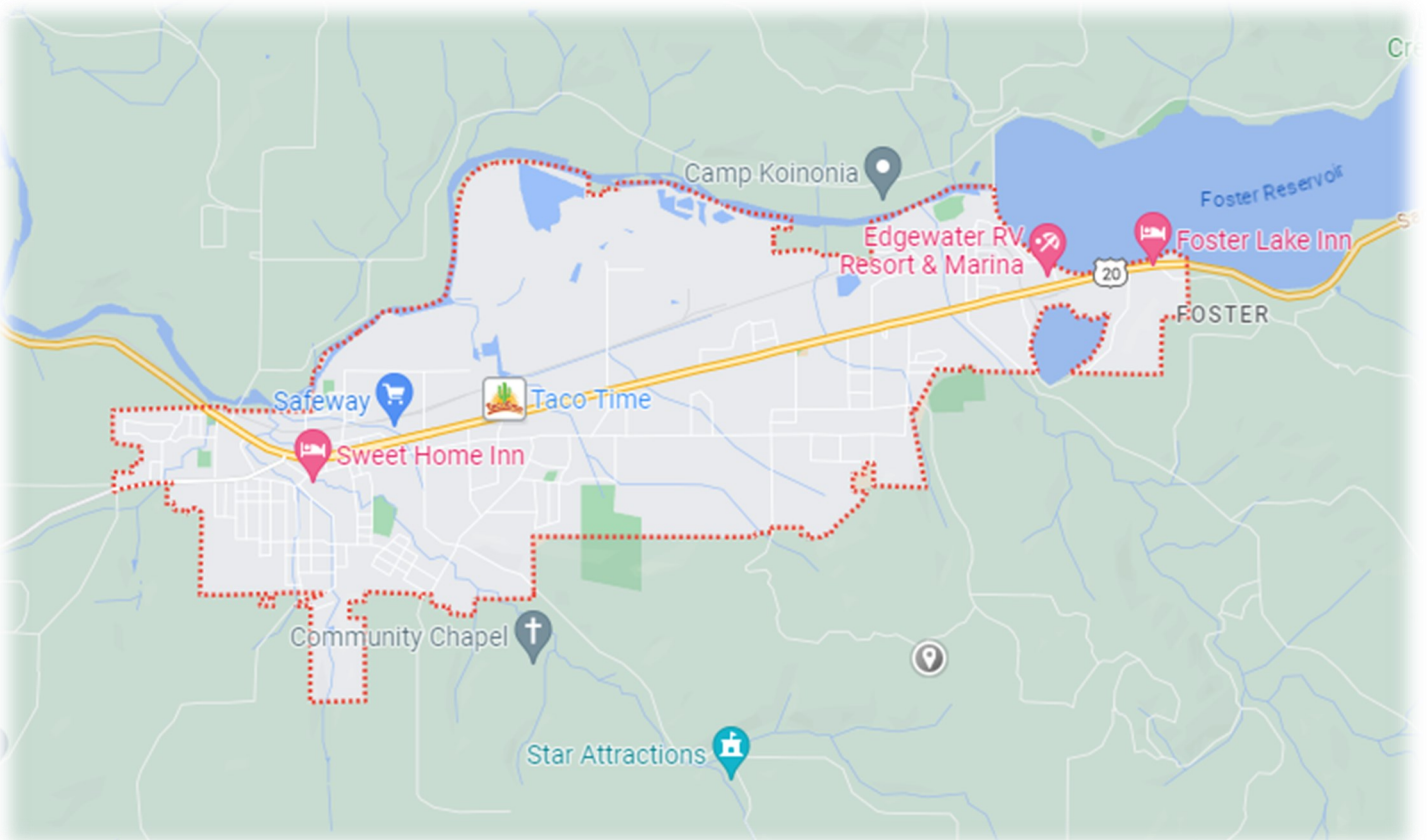 Cre
Camp Koinonia
Foster Reservoir
Edgewater RV
Resort & Marina
Foster Lake Inn
20
FOSTER
Safeway
Taco Time
Sweet Home Inn
Community Chapel
Star Attractions